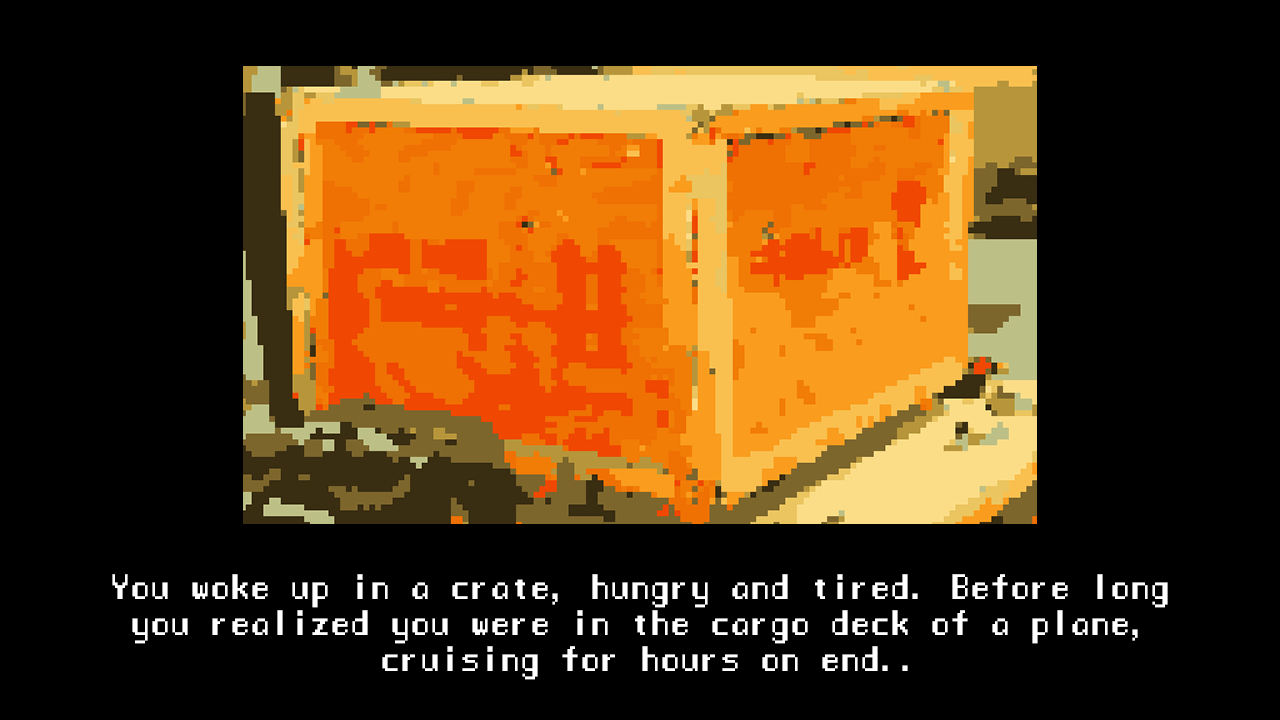 You woke up in a crate, hungry and tired. Before long
you realized you were in the cargo deck of a plane,
cruising for hours on end..